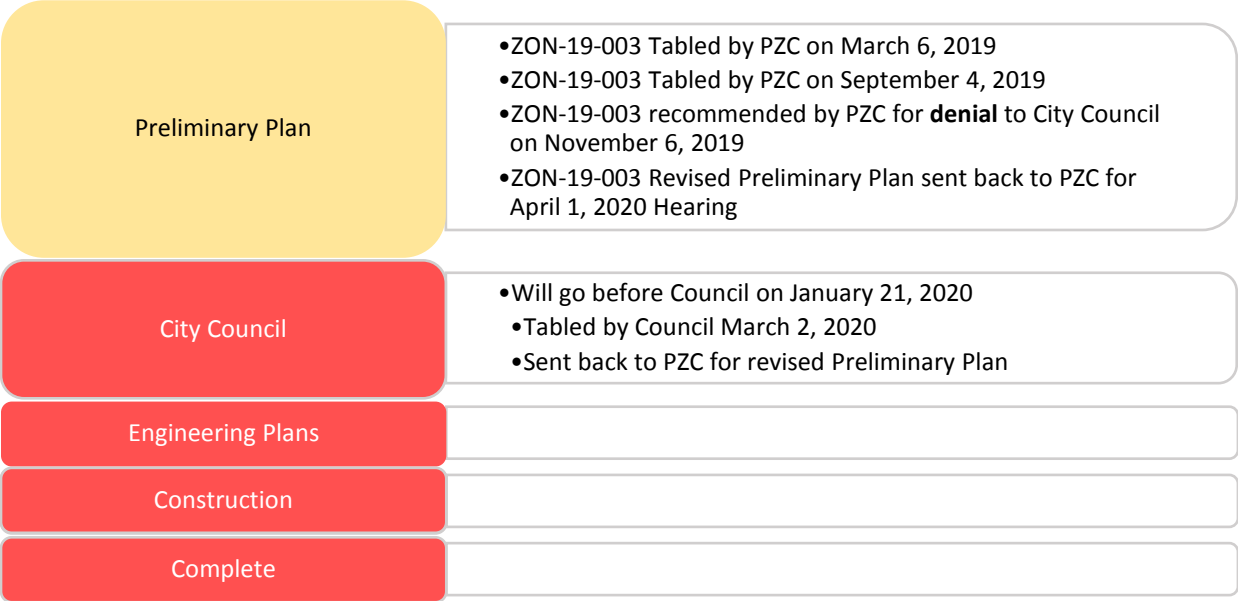 Preliminary Plan
•ZON-19-003 Tabled by PZC on March 6, 2019
•ZON-19-003 Tabled by PZC on September 4, 2019
•ZON-19-003 recommended by PZC for denial to City Council
on November 6, 2019
•ZON-19-003 Revised Preliminary Plan sent back to PZC for
April 1, 2020 Hearing
City Council
•Will go before Council on January 21, 2020
•Tabled by Council March 2, 2020
•Sent back to PZC for revised Preliminary Plan
Engineering Plans
Construction
Complete